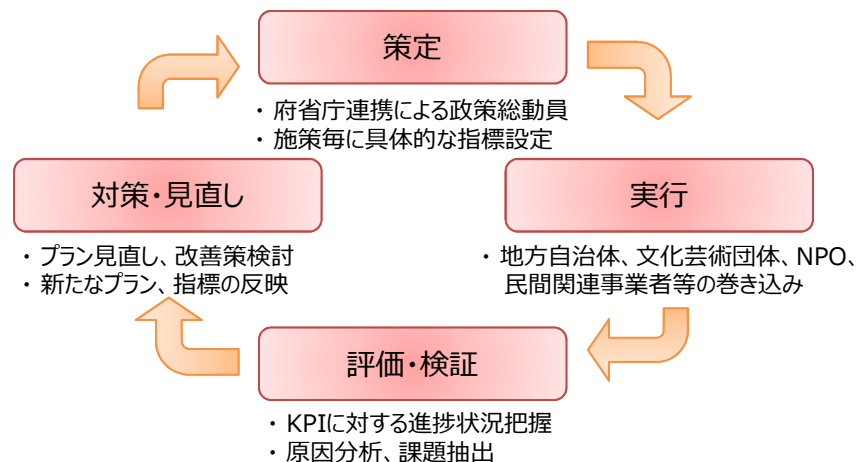 策定
・ 府省庁連携による政策総動員
・ 施策毎に具体的な指標設定
対策・見直し
・ プラン見直し、改善策検討
・ 新たなプラン、指標の反映
実行
・ 地方自治体、文化芸術団体、NPO、
民間関連事業者等の巻き込み
評価・検証
・ KPIに対する進捗状況把握
・ 原因分析、課題抽出